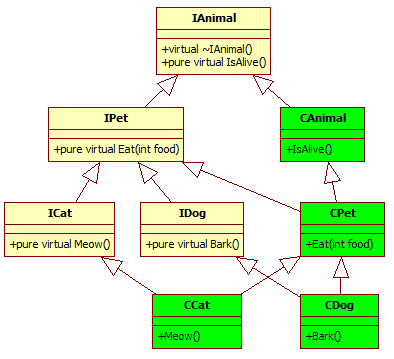 IAnimal
+virtual ~IAnimal()
+pure virtual IsAlive()
IPet
+pure virtual Eat(int food)
CAnimal
+IsAlive()
ICat
+pure virtual Meow()
IDog
+pure virtual Bark()
CPet
+Eat(int food)
CCat
+Meow()
CDog
+Bark()